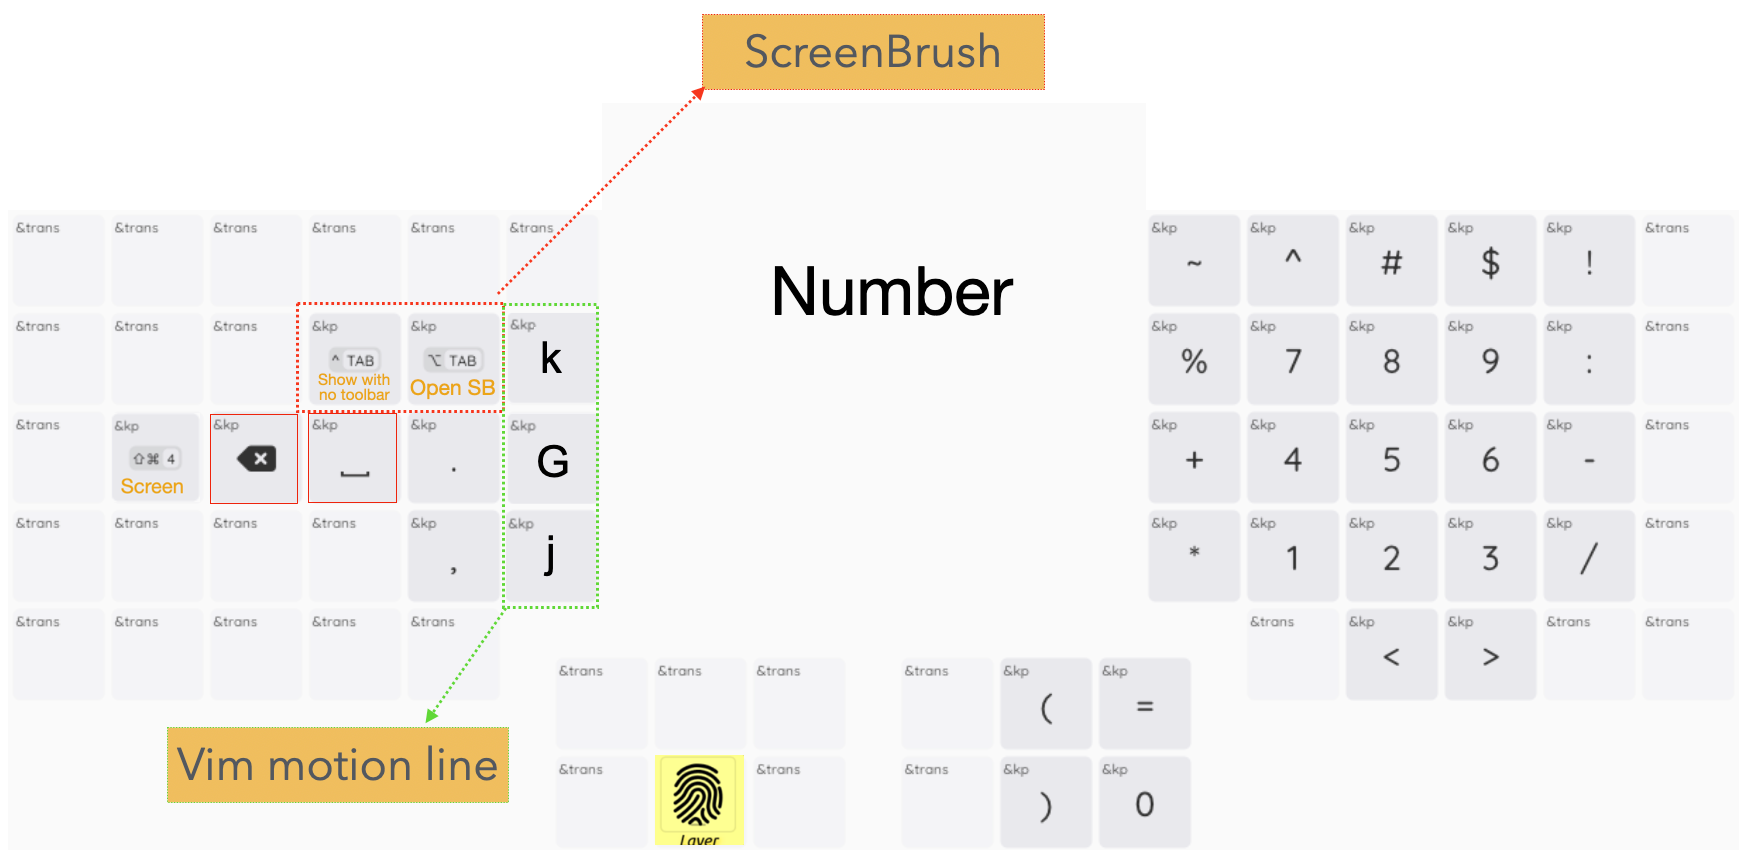 ScreenBrush
Number
&trans &trans &trans &trans &trans &trans &kp &kp &kp &kp &kp &trans
~ ^ # $ !
&trans &trans &trans &kp &kp &kp &kp &kp &kp &kp &kp &trans
^ TAB ⌥ TAB k % 7 8 9 :
Show with
no toolbar
Open SB
&trans &kp &kp &kp &kp &kp &kp &kp &kp &kp &kp &trans
⇧⌘ 4 . G + 4 5 6 -
Screen
&trans &trans &trans &trans &kp &kp &kp &kp &kp &kp &kp &trans
, j * 1 2 3 /
&trans &trans &trans &trans &trans &trans &kp &kp &trans &trans
< >
&trans &trans &trans &trans &kp &kp
( =
Vim motion line
&trans &trans &trans &kp &kp
) 0
Layer